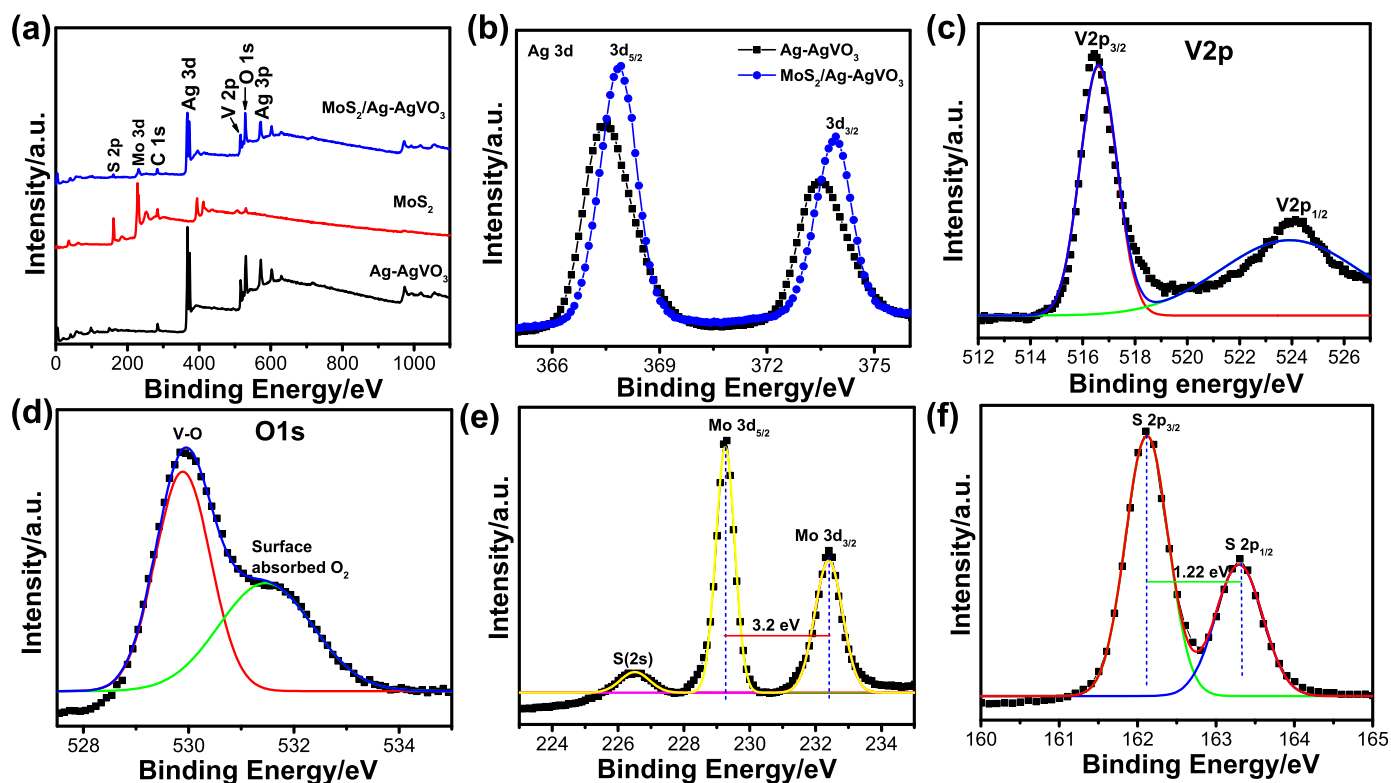 (a)
Intensity/a.u.
S 2p
Mo 3d
C 1s
Ag 3d
V 2p
O 1s
Ag 3p
MoS2/Ag-AgVO3
MoS2
Ag-AgVO3
0 200 400 600 800 1000
Binding Energy/eV
(b)
Intensity/a.u.
Ag 3d
3d5/2
3d3/2
Ag-AgVO3
MoS2/Ag-AgVO3
366 369 372 375
Binding Energy/eV
(c)
Intensity/a.u.
V2p3/2
V2p
V2p1/2
512 514 516 518 520 522 524 526
Binding energy/eV
(d)
Intensity/a.u.
V-O
O1s
Surface
absorbed O2
528 530 532 534
Binding Energy/eV
(e)
Intensity/a.u.
Mo 3d5/2
Mo 3d3/2
3.2 eV
S(2s)
224 226 228 230 232 234
Binding Energy/eV
(f)
Intensity/a.u.
S 2p3/2
S 2p1/2
1.22 eV
160 161 162 163 164 165
Binding Energy/eV